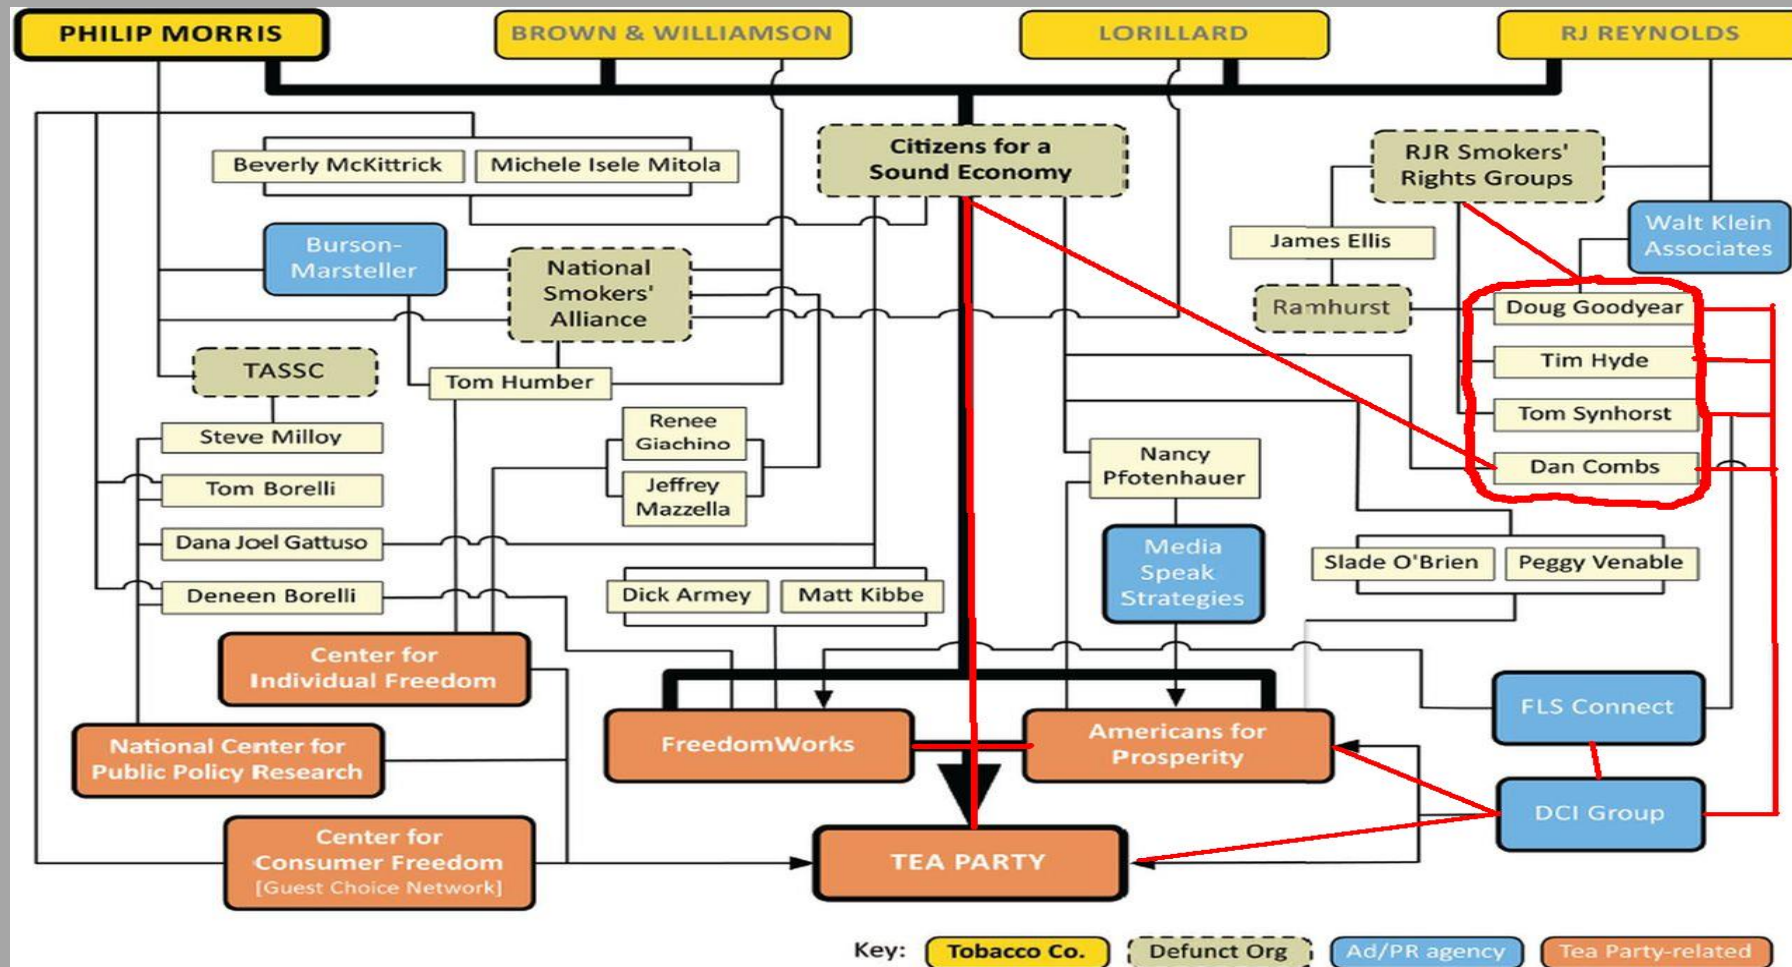 PHILIP MORRIS
BROWN & WILLIAMSON
LORILLARD
RJ REYNOLDS
Beverly McKittrick
Michele Isele Mitola
Citizens for a
Sound Economy
RJR Smokers'
Rights Groups
Walt Klein
Associates
James Ellis
Burson-
Marsteller
National
Smokers'
Alliance
Ramhurst
Doug Goodyear
Tim Hyde
Tom Synhorst
Dan Combs
TASSC
Tom Humber
Steve Milloy
Renee
Giachino
Jeffrey
Mazzella
Nancy
Pfotenhauer
Tom Borelli
Dana Joel Gattuso
Deneen Borelli
Dick Armey
Matt Kibbe
Media
Speak
Strategies
Slade O'Brien
Peggy Venable
Center for
Individual Freedom
National Center for
Public Policy Research
FreedomWorks
Americans for
Prosperity
FLS Connect
DCI Group
Center for
Consumer Freedom
[Guest Choice Network]
TEA PARTY
Key:
Tobacco Co.
Defunct Org
Ad/PR agency
Tea Party-related